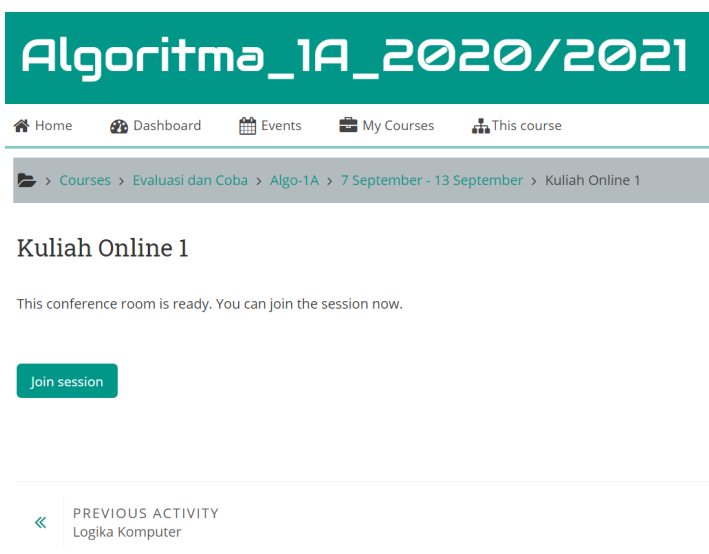 Algoritma_1A_2020/2021
Home Dashboard Events My Courses This course
> Courses > Evaluasi dan Coba > Algo-1A > 7 September - 13 September > Kuliah Online 1
Kuliah Online 1
This conference room is ready. You can join the session now.
Join session
« PREVIOUS ACTIVITY
Logika Komputer